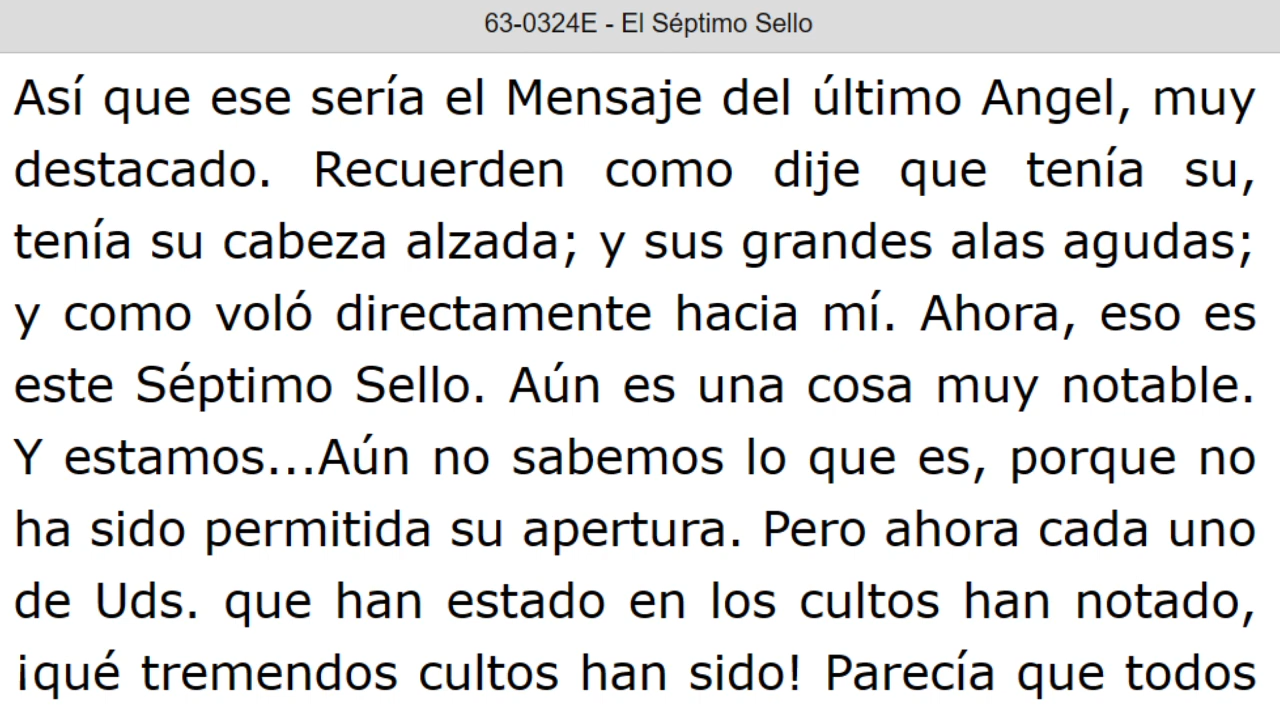 63-0324E - El Séptimo Sello
Así que ese sería el Mensaje del último Angel, muy
destacado. Recuerden como dije que tenía su,
tenía su cabeza alzada; y sus grandes alas agudas;
y como voló directamente hacia mí. Ahora, eso es
este Séptimo Sello. Aún es una cosa muy notable.
Y estamos...Aún no sabemos lo que es, porque no
ha sido permitida su apertura. Pero ahora cada uno
de Uds. que han estado en los cultos han notado,
¡qué tremendos cultos han sido! Parecía que todos